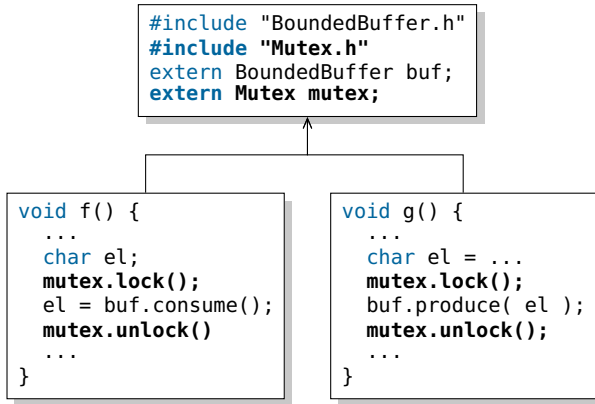 #include "BoundedBuffer.h"
#include "Mutex.h"
extern BoundedBuffer buf;
extern Mutex mutex;
void f() {
...
char el;
mutex.lock();
el = buf.consume();
mutex.unlock()
...
}
void g() {
...
char el = ...
mutex.lock();
buf.produce( el );
mutex.unlock();
...
}